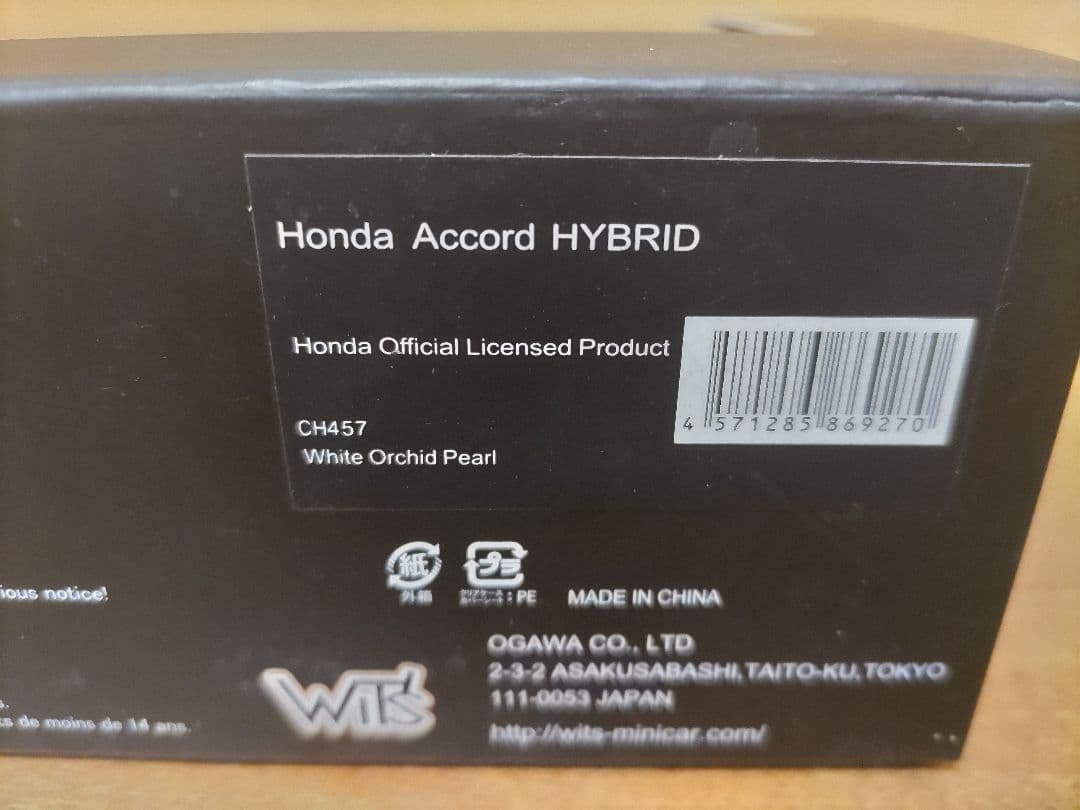 Honda Accord HYBRID
Honda Official Licensed Product
4 571285 869270
CH457
White Orchid Pearl
紙
プラ
外箱
: PE
MADE IN CHINA
ious notice!
OGAWA CO., LTD
2-3-2 ASAKUSABASHI, TAITO-KU, TOKYO
111-0053 JAPAN
http://wits-minicar.com/
WIT'S
s de moins de 14 ans.